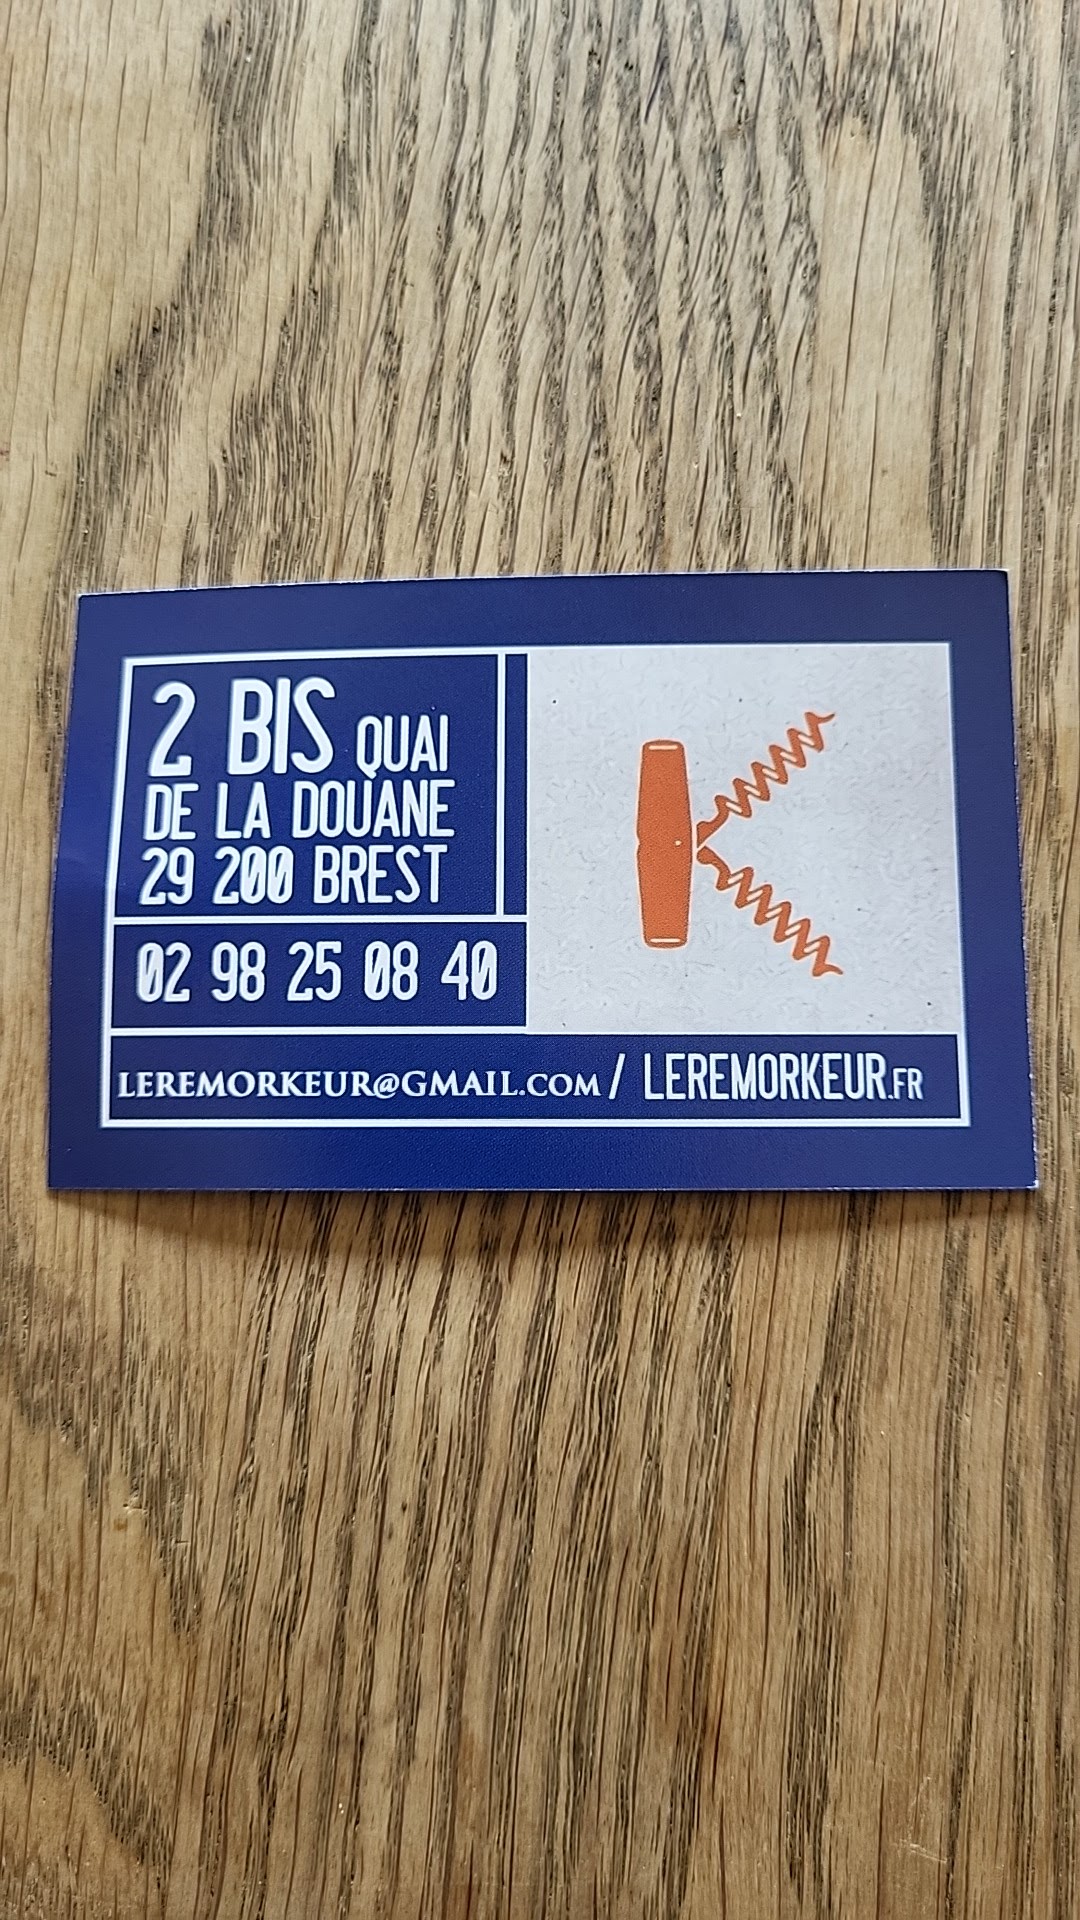 2 BIS QUAI
DE LA DOUANE
29 200 BREST
02 98 25 08 40
LEREMORKEUR@GMAIL.COM / LEREMORKEUR.FR